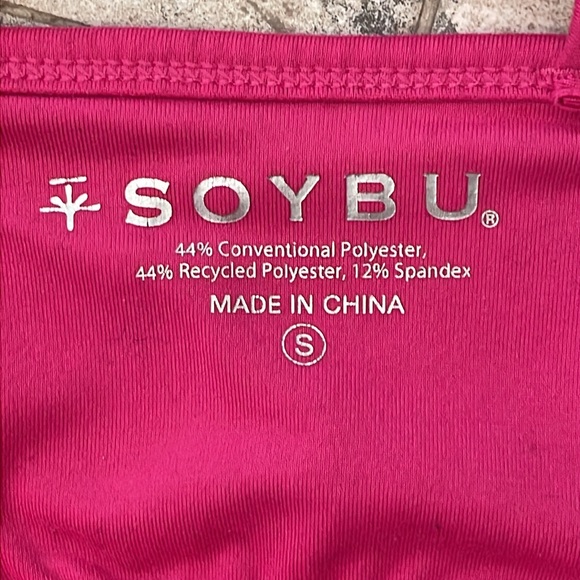 SOYBU®
44% Conventional Polyester,
44% Recycled Polyester, 12% Spandex
MADE IN CHINA
S